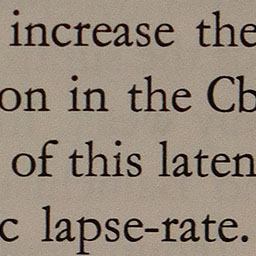 increase the
on in the Cb
of this laten
c lapse-rate.